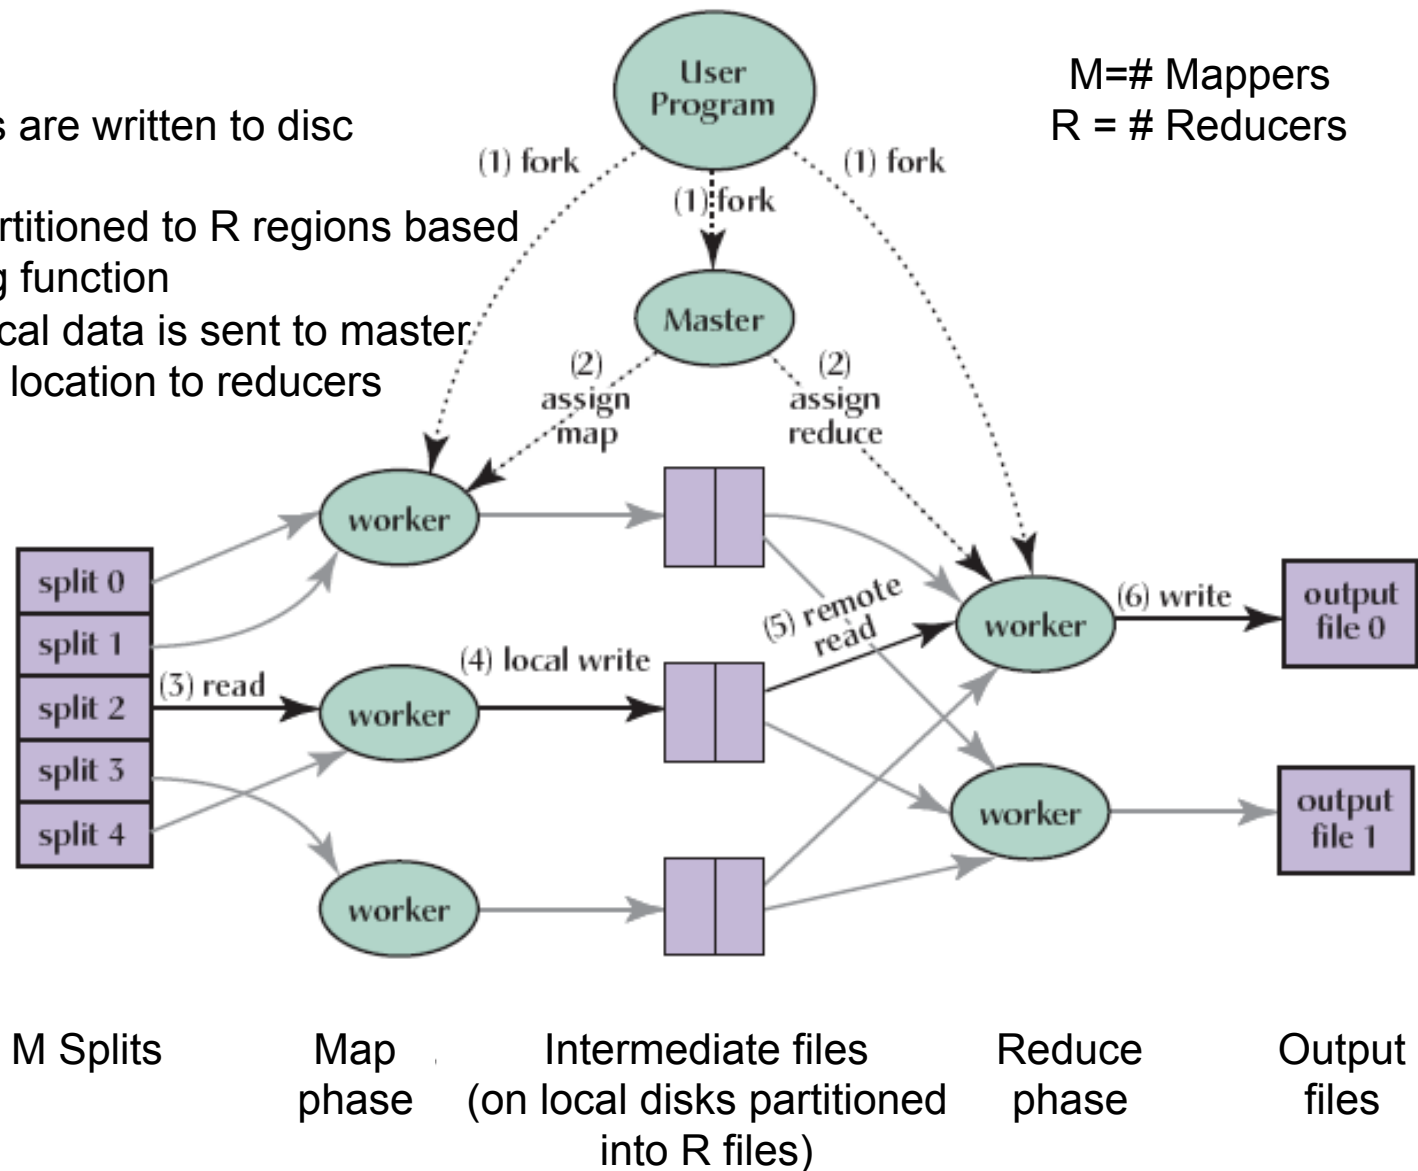 User
Program
M=# Mappers
R = # Reducers
s are written to disc
(1) fork
(1) fork
(1) fork
rtitioned to R regions based
g function
cal data is sent to master
location to reducers
Master
(2)
assign
map
(2)
assign
reduce
worker
split 0
split 1
split 2
split 3
split 4
(3) read
worker
(4) local write
(5) remote
read
worker
(6) write
output
file 0
worker
output
file 1
worker
M Splits
Map
phase
Intermediate files
(on local disks partitioned
into R files)
Reduce
phase
Output
files